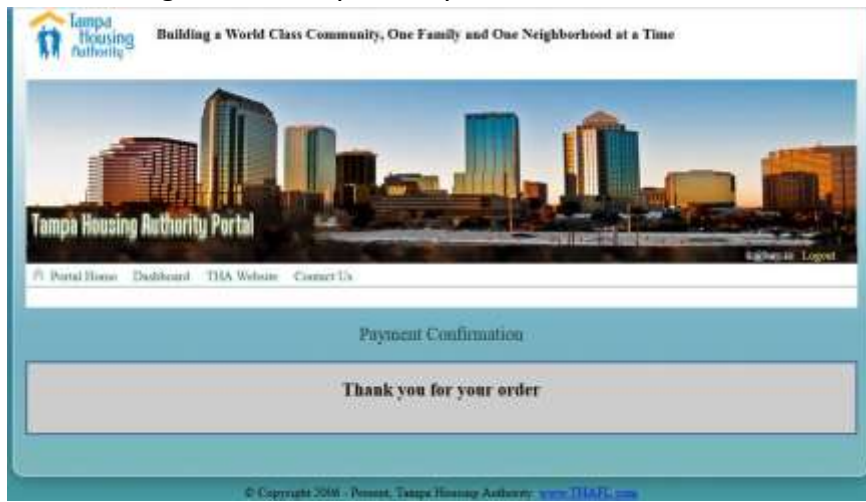 Tampa
Housing
Authority
Building a World Class Community, One Family and One Neighborhood at a Time
Tampa Housing Authority Portal
Logout
Portal Home Dashboard THA Website Contact Us
Payment Confirmation
Thank you for your order
© Copyright 2006 - Present, Tampa Housing Authority www.THAFL.com